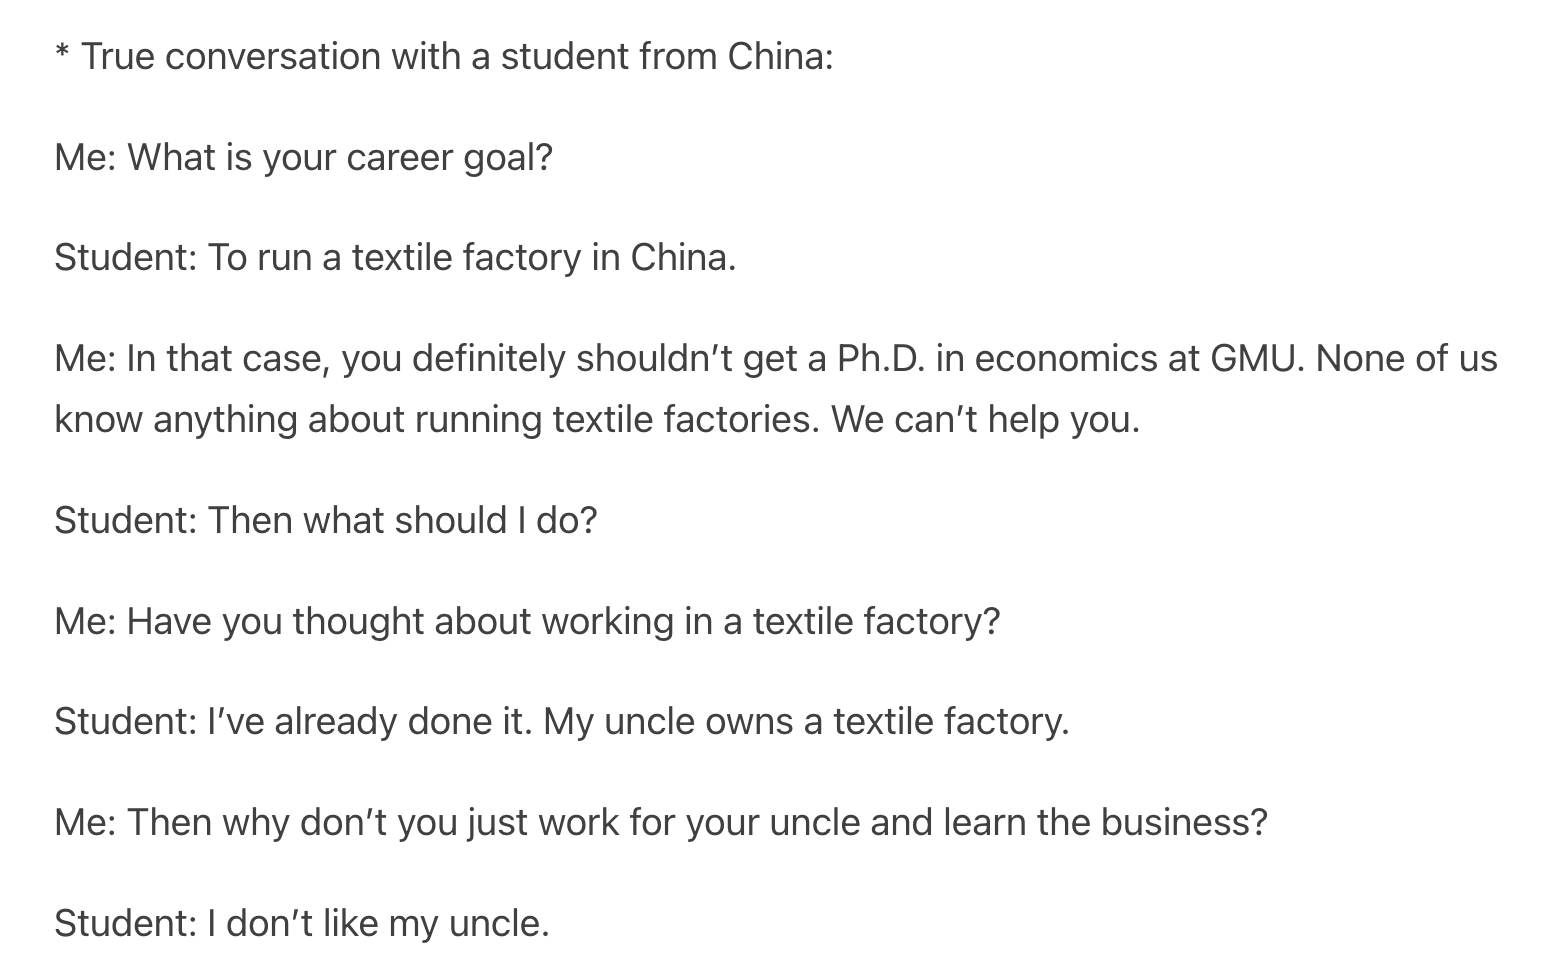 * True conversation with a student from China:
Me: What is your career goal?
Student: To run a textile factory in China.
Me: In that case, you definitely shouldn’t get a Ph.D. in economics at GMU. None of us
know anything about running textile factories. We can’t help you.
Student: Then what should I do?
Me: Have you thought about working in a textile factory?
Student: I’ve already done it. My uncle owns a textile factory.
Me: Then why don’t you just work for your uncle and learn the business?
Student: I don’t like my uncle.